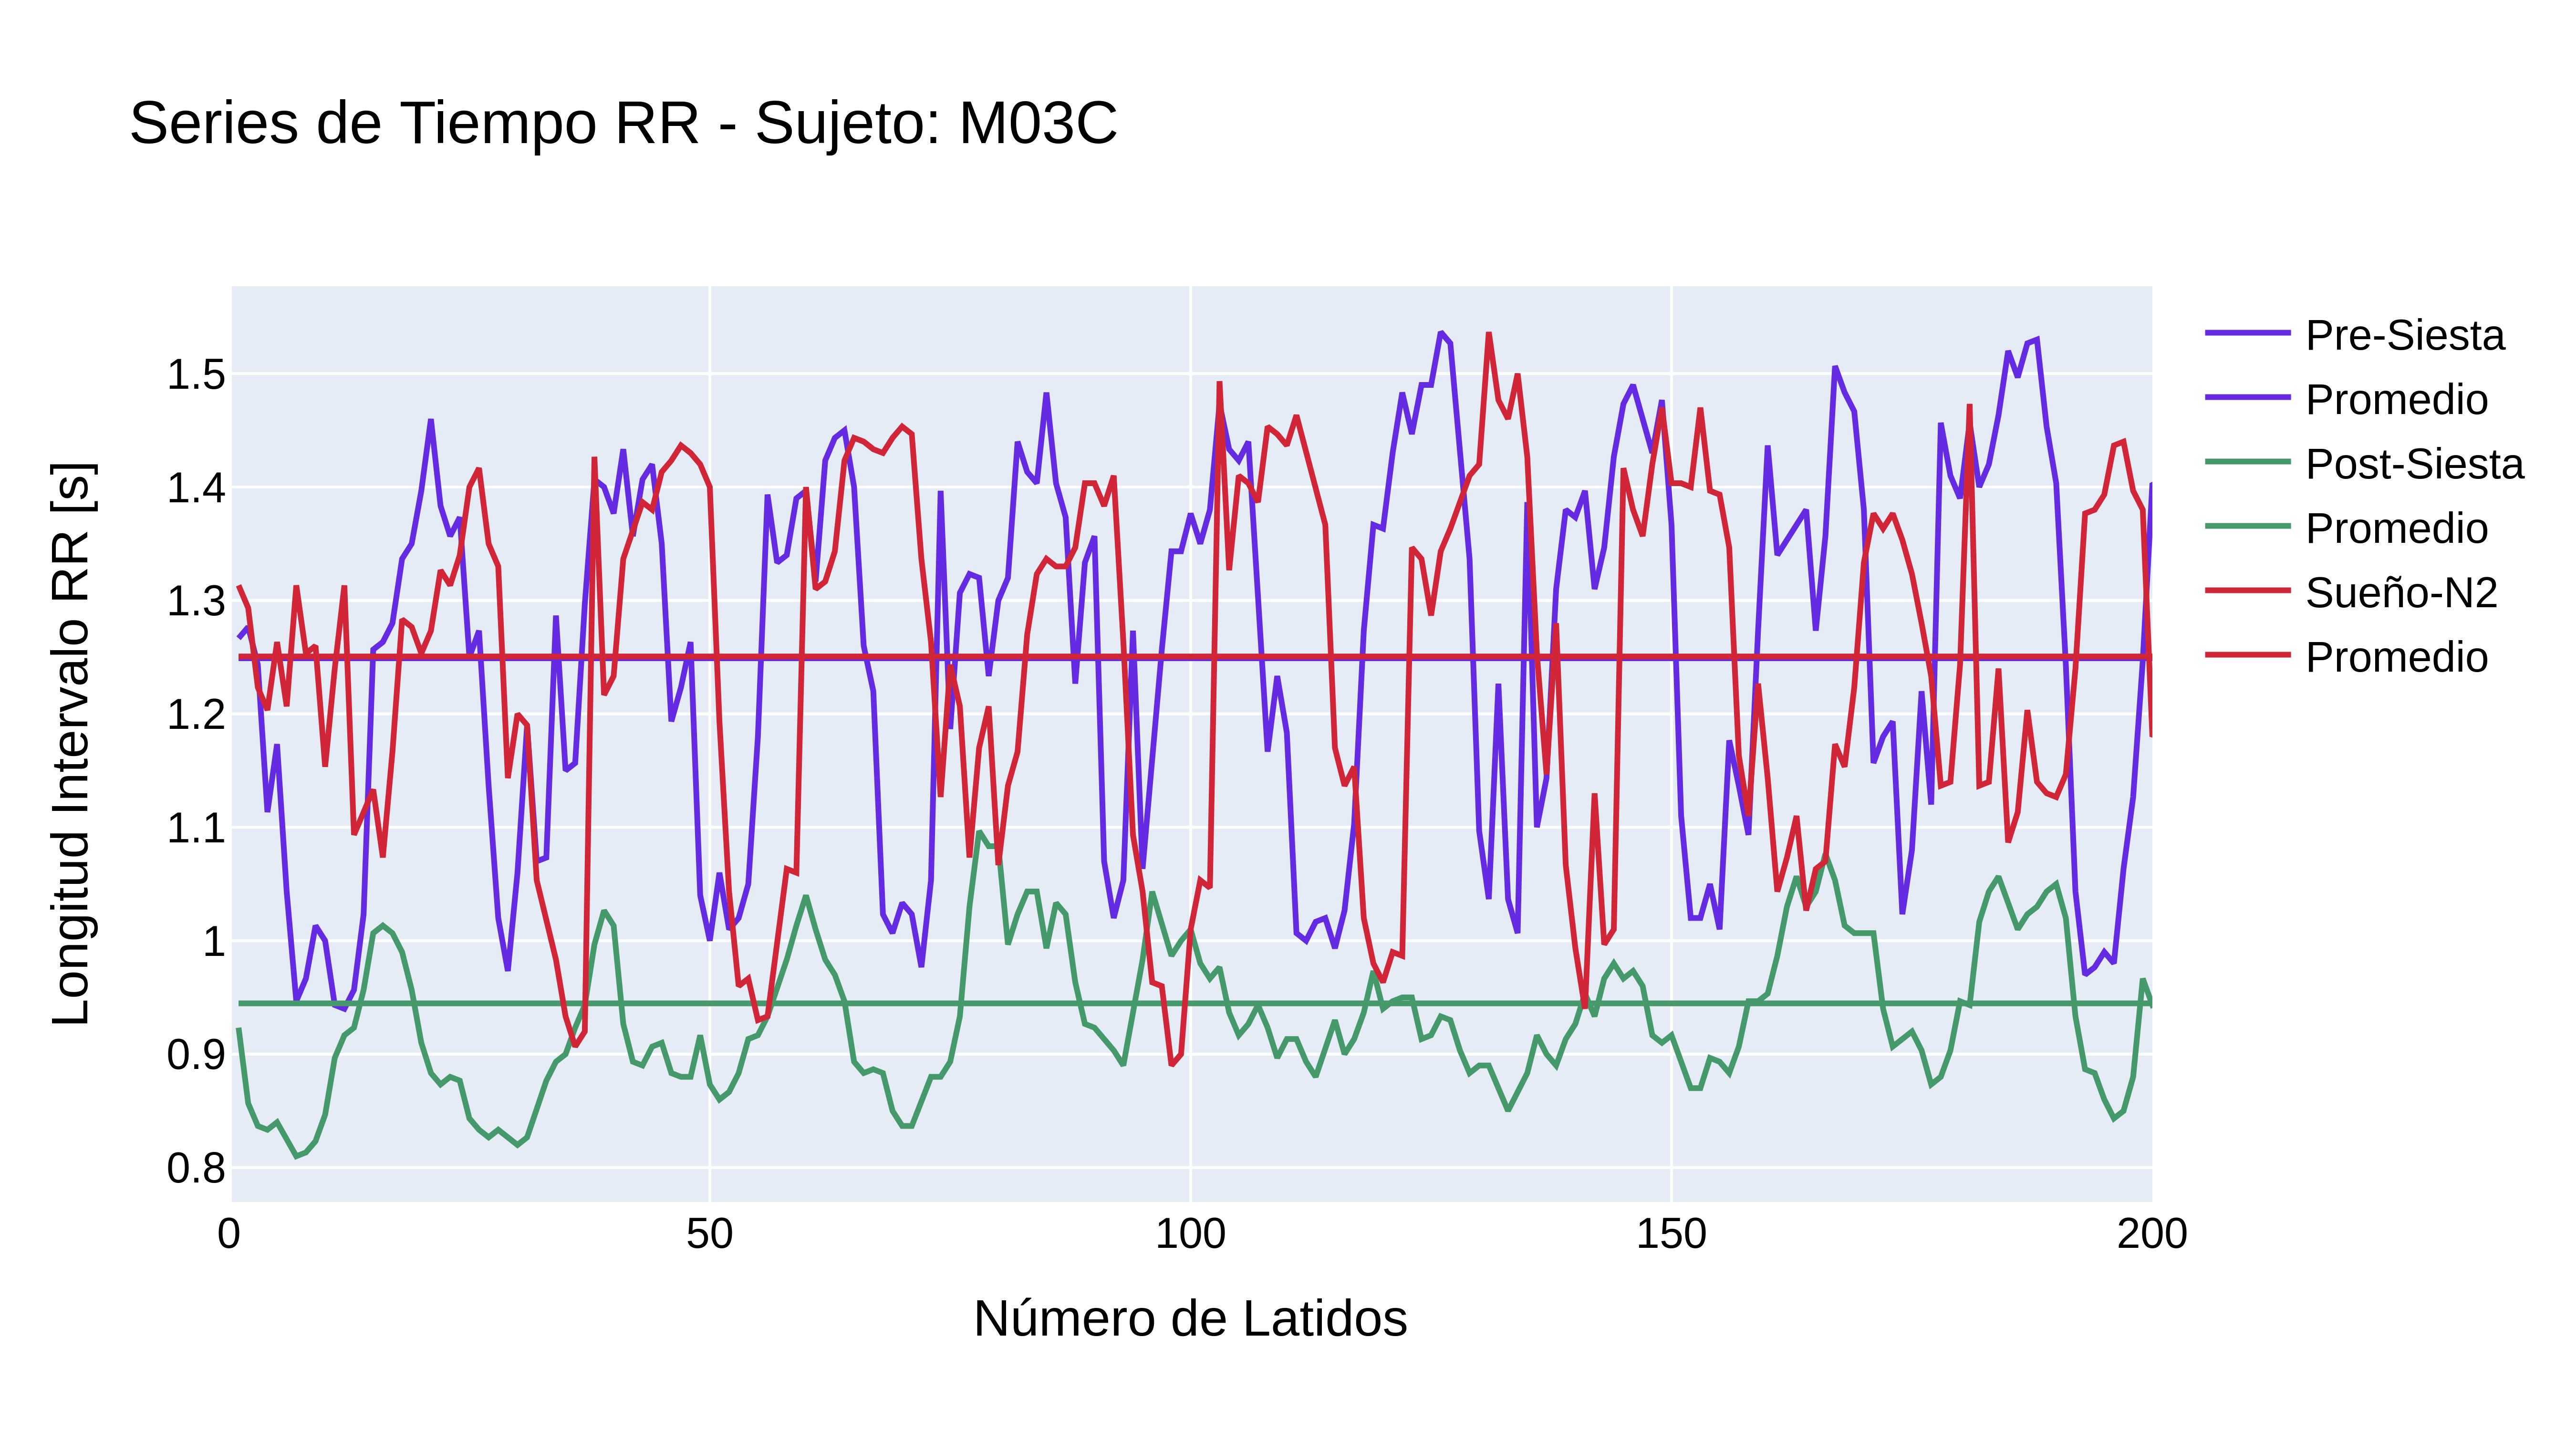 Series de Tiempo RR - Sujeto: M03C
Longitud Intervalo RR [s]
1.5
1.4
1.3
1.2
1.1
1
0.9
0.8
0
50
100
150
200
Número de Latidos
Pre-Siesta
Promedio
Post-Siesta
Promedio
Sueño-N2
Promedio